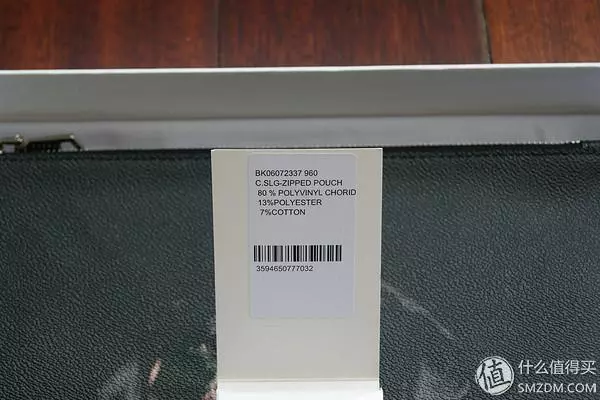 BK06072337 960
C.SLG-ZIPPED POUCH
80 % POLYVINYL CHORID
13%POLYESTER
7%COTTON
3594650777032
值 什么值得买
SMZDM.COM